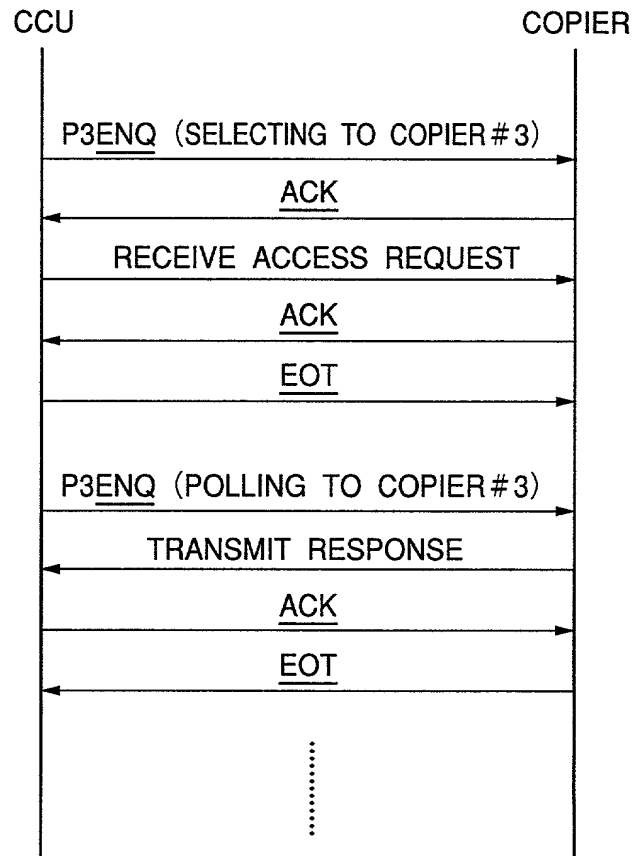 CCU COPIER
P3ENQ (SELECTING TO COPIER#3)
ACK
RECEIVE ACCESS REQUEST
ACK
EOT
P3ENQ (POLLING TO COPIER#3)
TRANSMIT RESPONSE
ACK
EOT